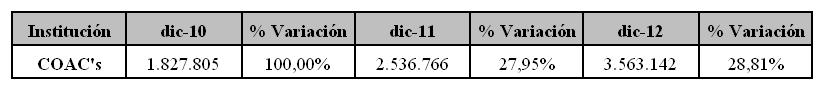 Institución dic-10 % Variación dic-11 % Variación dic-12 % Variación
COAC's 1.827.805 100,00% 2.536.766 27,95% 3.563.142 28,81%